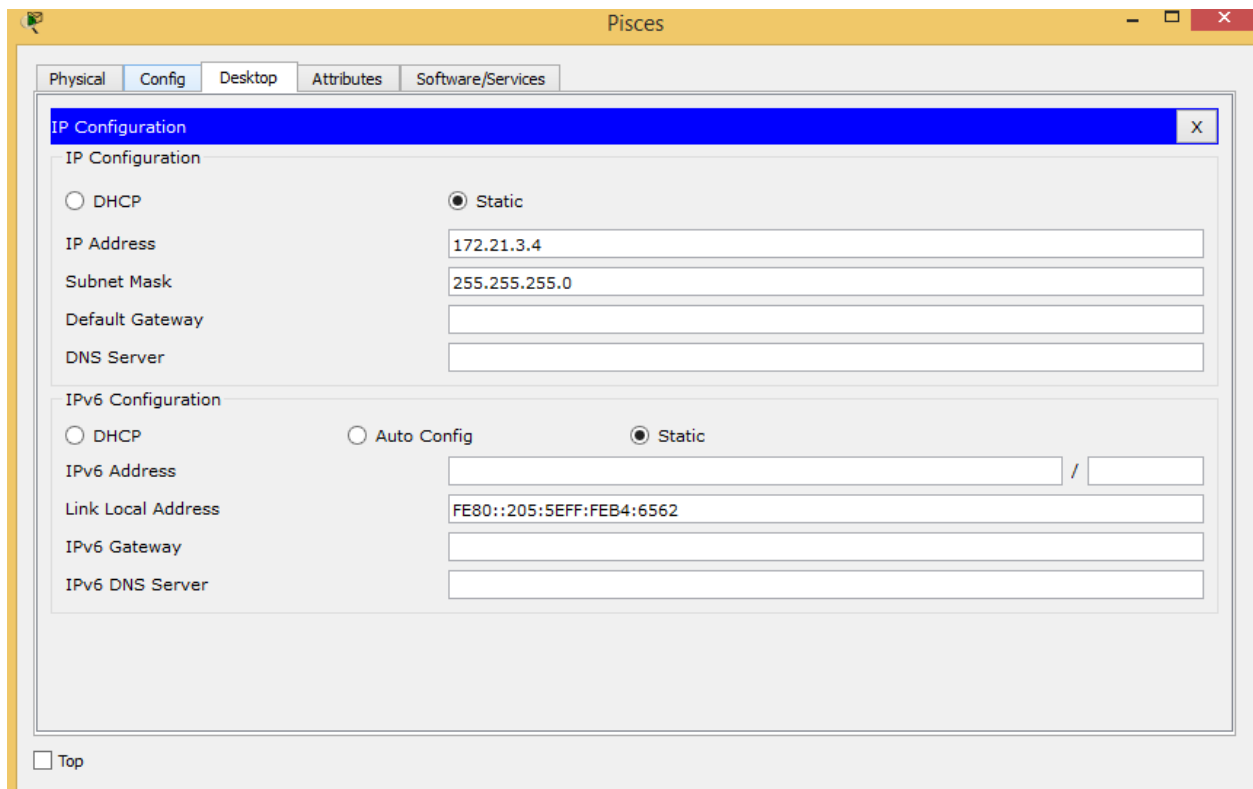 Pisces
Physical Config Desktop Attributes Software/Services
IP Configuration X
IP Configuration
DHCP Static
IP Address 172.21.3.4
Subnet Mask 255.255.255.0
Default Gateway
DNS Server
IPv6 Configuration
DHCP Auto Config Static
IPv6 Address /
Link Local Address FE80::205:5EFF:FEB4:6562
IPv6 Gateway
IPv6 DNS Server
Top